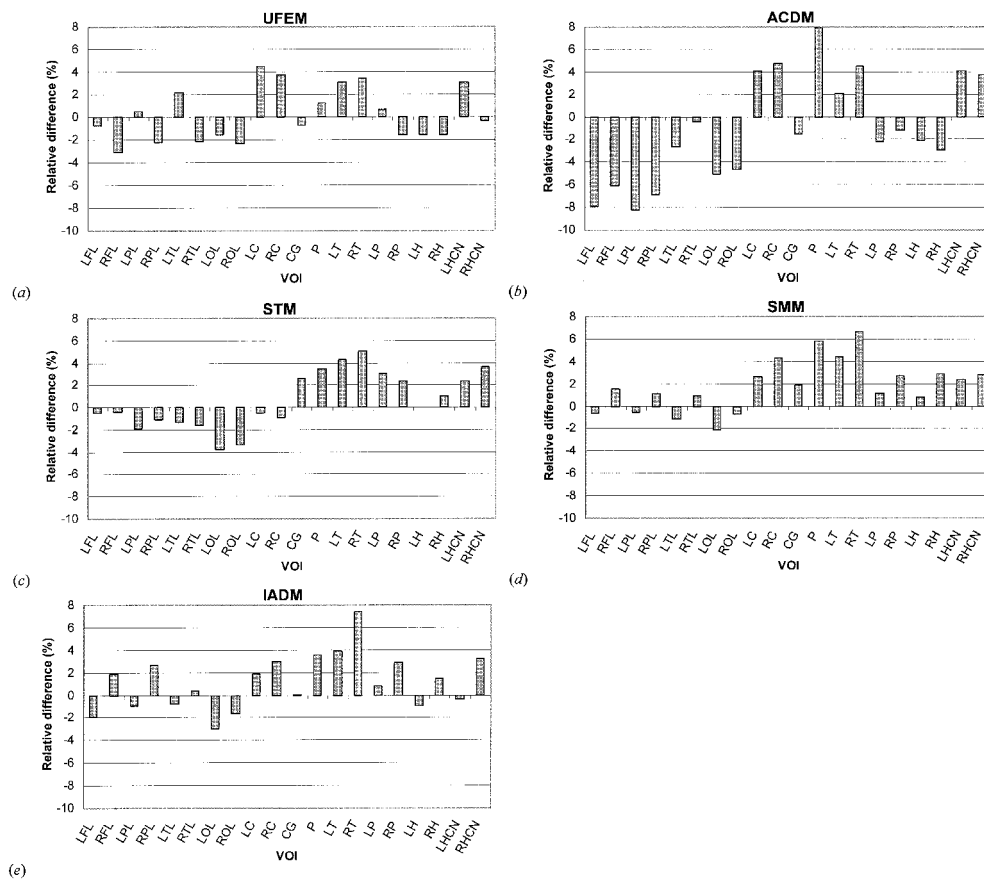 UFEM
Relative difference (%)
8
6
4
2
0
-2
-4
-6
-8
-10
LFL RFL LPL RPL LTL RTL LOL ROL LC RC CG P LT RT LP RP LH RH LHCN RHCN
VOI
(a)
ACDM
Relative difference (%)
8
6
4
2
0
-2
-4
-6
-8
-10
LFL RFL LPL RPL LTL RTL LOL ROL LC RC CG P LT RT LP RP LH RH LHCN RHCN
VOI
(b)
STM
Relative difference (%)
8
6
4
2
0
-2
-4
-6
-8
-10
LFL RFL LPL RPL LTL RTL LOL ROL LC RC CG P LT RT LP RP LH RH LHCN RHCN
VOI
(c)
SMM
Relative difference (%)
8
6
4
2
0
-2
-4
-6
-8
-10
LFL RFL LPL RPL LTL RTL LOL ROL LC RC CG P LT RT LP RP LH RH LHCN RHCN
VOI
(d)
IADM
Relative difference (%)
8
6
4
2
0
-2
-4
-6
-8
-10
LFL RFL LPL RPL LTL RTL LOL ROL LC RC CG P LT RT LP RP LH RH LHCN RHCN
VOI
(e)